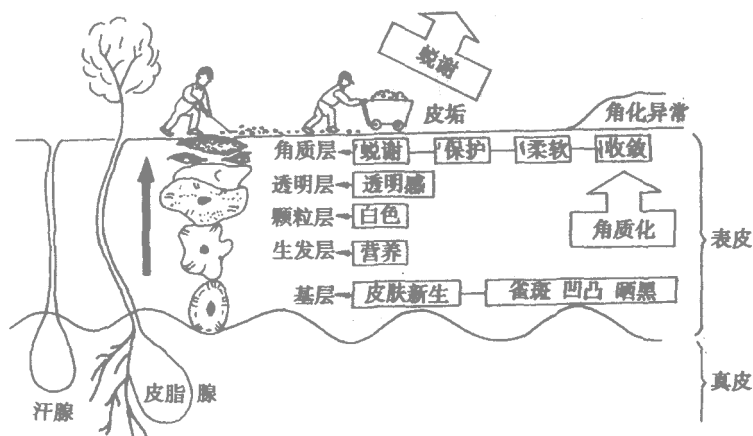 蜕谢
皮垢
角化异常
角质层 蜕谢 保护 柔软 收敛
透明层 透明感
颗粒层 白色
角质化
表皮
生发层 营养
基层 皮肤新生 雀斑 凹凸 晒黑
真皮
皮脂腺
汗腺